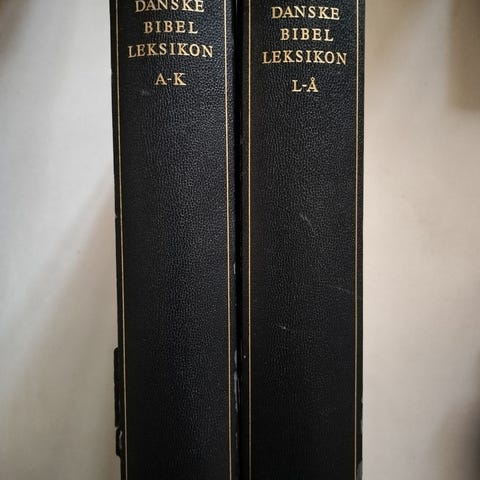 DANSKE
BIBEL
LEKSIKON
A-K
DANSKE
BIBEL
LEKSIKON
L-Å